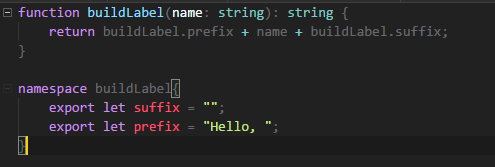 function buildLabel(name: string): string {
    return buildLabel.prefix + name + buildLabel.suffix;
}

namespace buildLabel{
    export let suffix = "";
    export let prefix = "Hello, ";
}